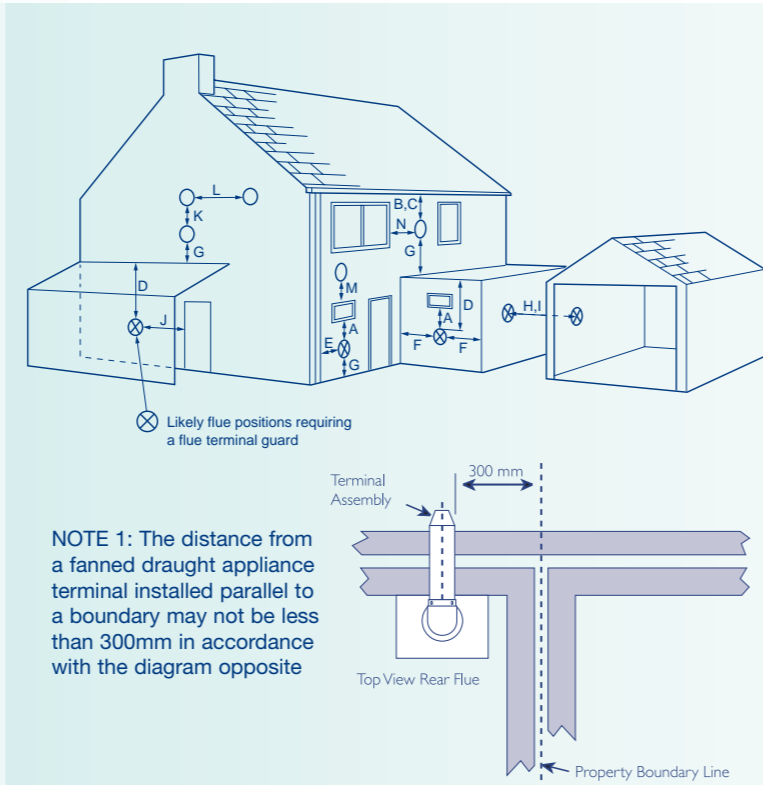 L
K
G
B,C
N
G
D
J
M
A
E
G
D
A
F
F
H,I
Likely flue positions requiring
a flue terminal guard
NOTE 1: The distance from
a fanned draught appliance
terminal installed parallel to
a boundary may not be less
than 300mm in accordance
with the diagram opposite
Terminal
Assembly
300 mm
Top View Rear Flue
Property Boundary Line